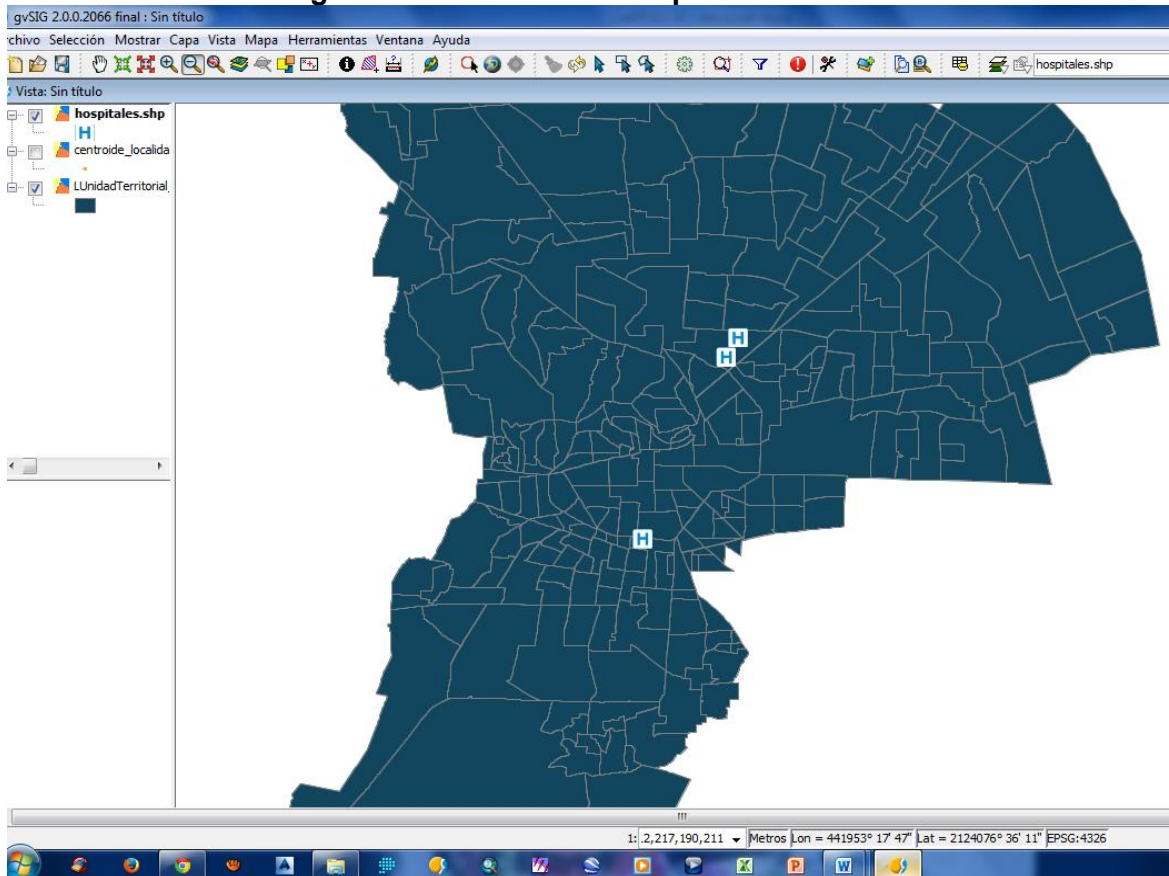 gvSIG 2.0.0.2066 final : Sin título
rchivo Selección Mostrar Capa Vista Mapa Herramientas Ventana Ayuda
hospitales.shp
Vista: Sin título
hospitales.shp
H
centroide_localida
LUnidadTerritorial_
H
H
H
1: 2,217,190,211 Metros Lon = 441953° 17' 47" Lat = 2124076° 36' 11" EPSG:4326